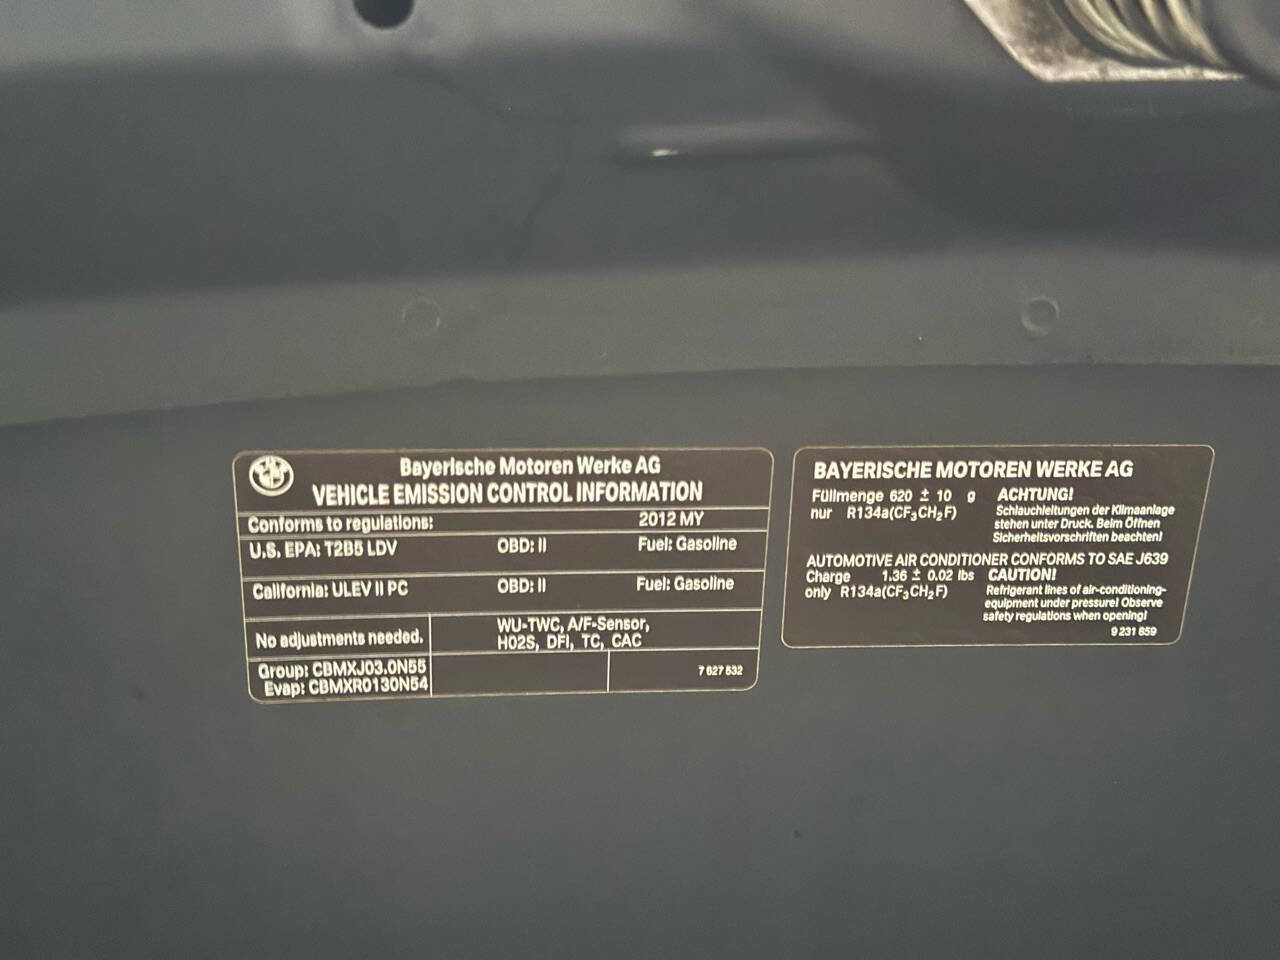 Bayerische Motoren Werke AG
VEHICLE EMISSION CONTROL INFORMATION
Conforms to regulations: 2012 MY
U.S. EPA: T2B5 LDV OBD: II Fuel: Gasoline
California: ULEV II PC OBD: II Fuel: Gasoline
No adjustments needed.
WU-TWC, A/F-Sensor,
HO2S, DFI, TC, CAC
Group: CBMXJ03.0N55
Evap: CBMXR0130N54
7 627 532
BAYERISCHE MOTOREN WERKE AG
Füllmenge 620 ± 10 g
nur R134a(CF₃CH₂F)
ACHTUNG!
Schlauchleitungen der Klimaanlage
stehen unter Druck. Beim Öffnen
Sicherheitsvorschriften beachten!
AUTOMOTIVE AIR CONDITIONER CONFORMS TO SAE J639
Charge 1.36 ± 0.02 lbs
only R134a(CF₃CH₂F)
CAUTION!
Refrigerant lines of air-conditioning-
equipment under pressure! Observe
safety regulations when opening!
9 231 659